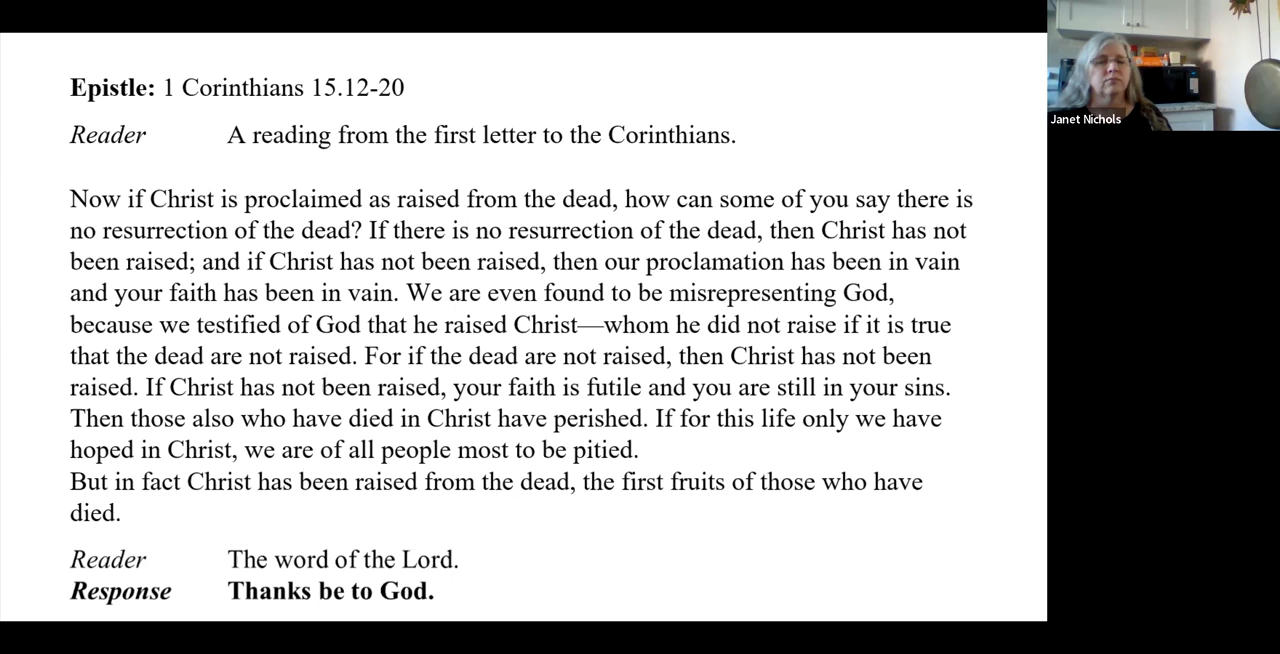 Epistle: 1 Corinthians 15.12-20
Reader A reading from the first letter to the Corinthians.
Now if Christ is proclaimed as raised from the dead, how can some of you say there is
no resurrection of the dead? If there is no resurrection of the dead, then Christ has not
been raised; and if Christ has not been raised, then our proclamation has been in vain
and your faith has been in vain. We are even found to be misrepresenting God,
because we testified of God that he raised Christ—whom he did not raise if it is true
that the dead are not raised. For if the dead are not raised, then Christ has not been
raised. If Christ has not been raised, your faith is futile and you are still in your sins.
Then those also who have died in Christ have perished. If for this life only we have
hoped in Christ, we are of all people most to be pitied.
But in fact Christ has been raised from the dead, the first fruits of those who have
died.
Reader The word of the Lord.
Response Thanks be to God.
Janet Nichols